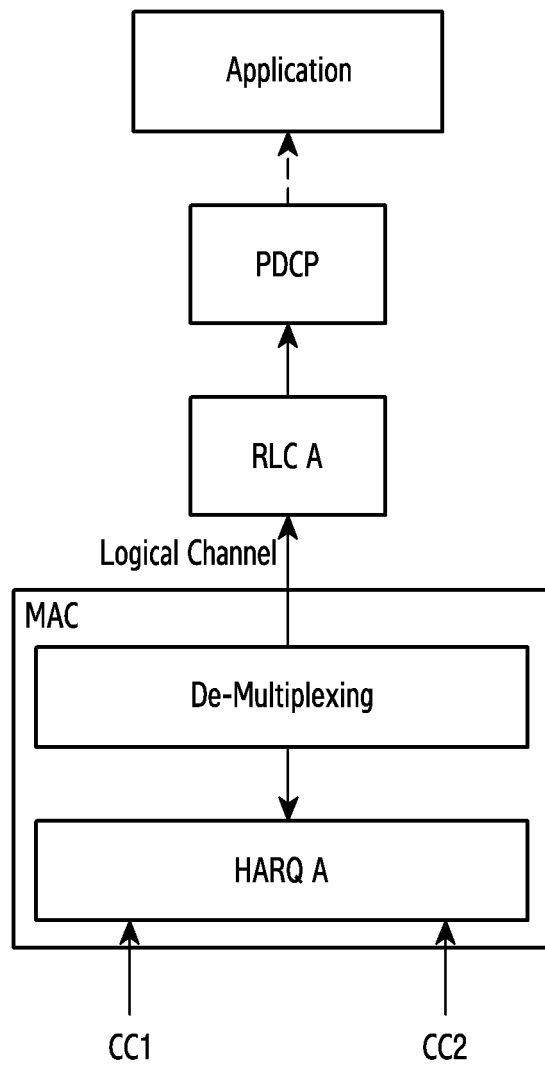 Application
PDCP
RLC A
Logical Channel
MAC
De-Multiplexing
HARQ A
CC1 CC2